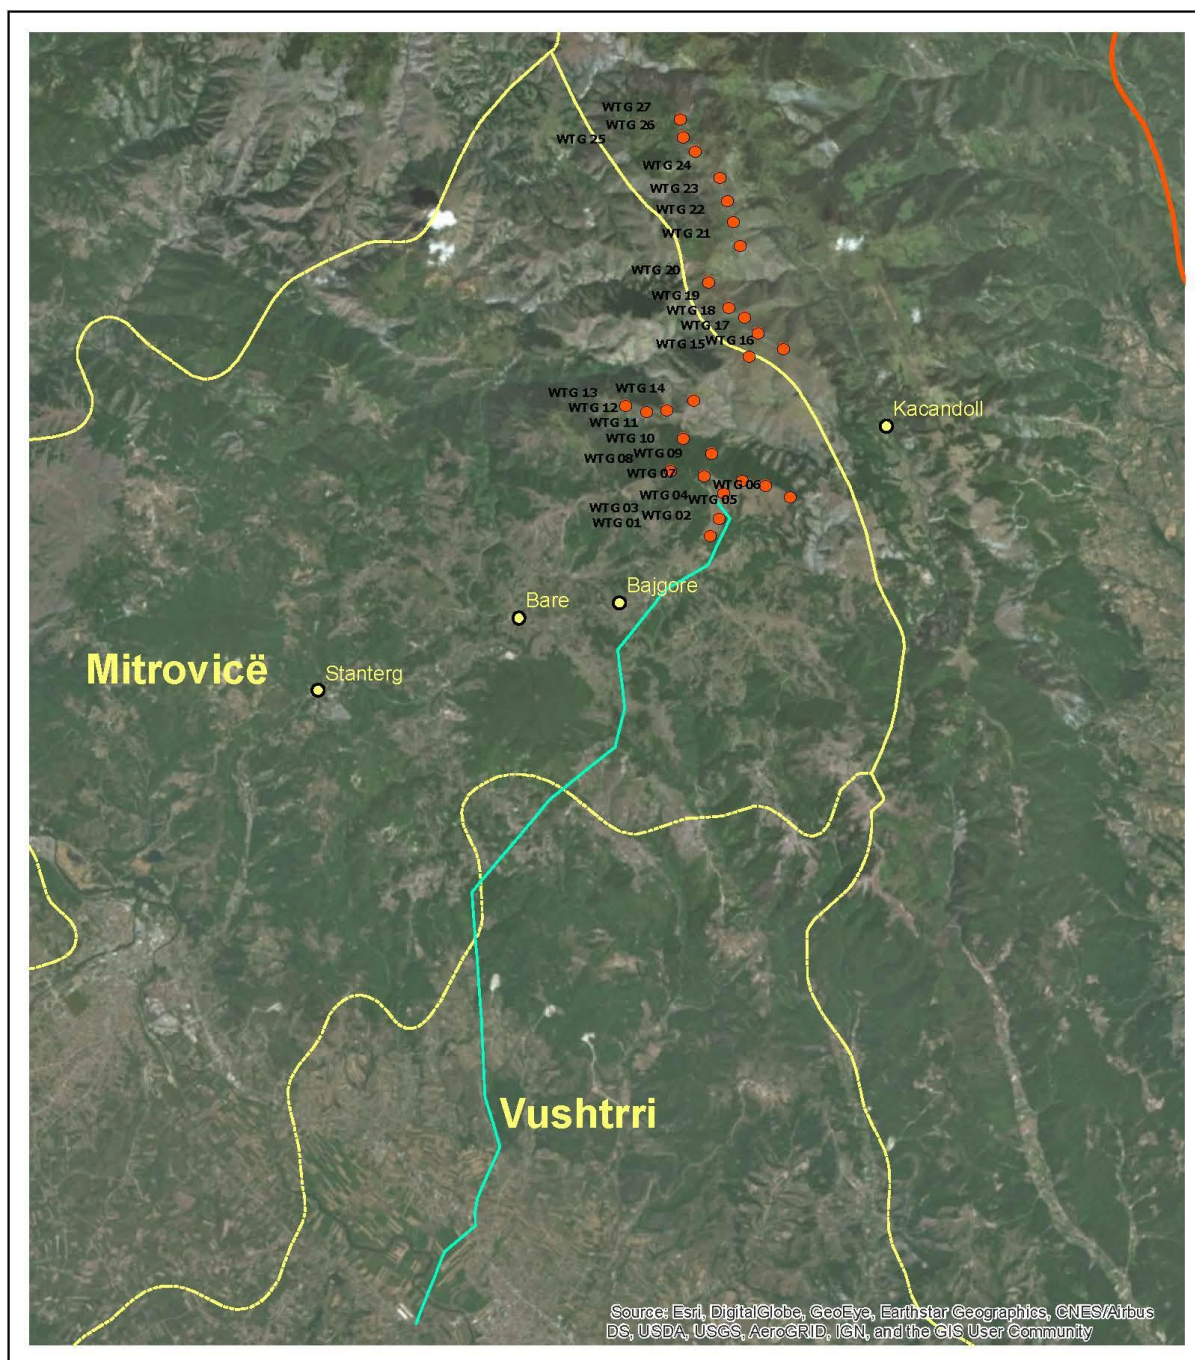 WTG 27
WTG 26
WTG 25
WTG 24
WTG 23
WTG 22
WTG 21
WTG 20
WTG 19
WTG 18
WTG 17
WTG 15 WTG 16
WTG 14
WTG 13
WTG 12
WTG 11
Kacandoll
WTG 10
WTG 09
WTG 08
WTG 07
WTG 06
WTG 04
WTG 05
WTG 03
WTG 02
WTG 01
Bajgore
Bare
Mitrovicë
Stanterg
Vushtrri
Source: Esri, DigitalGlobe, GeoEye, Earthstar Geographics, CNES/Airbus
DS, USDA, USGS, AeroGRID, IGN, and the GIS User Community